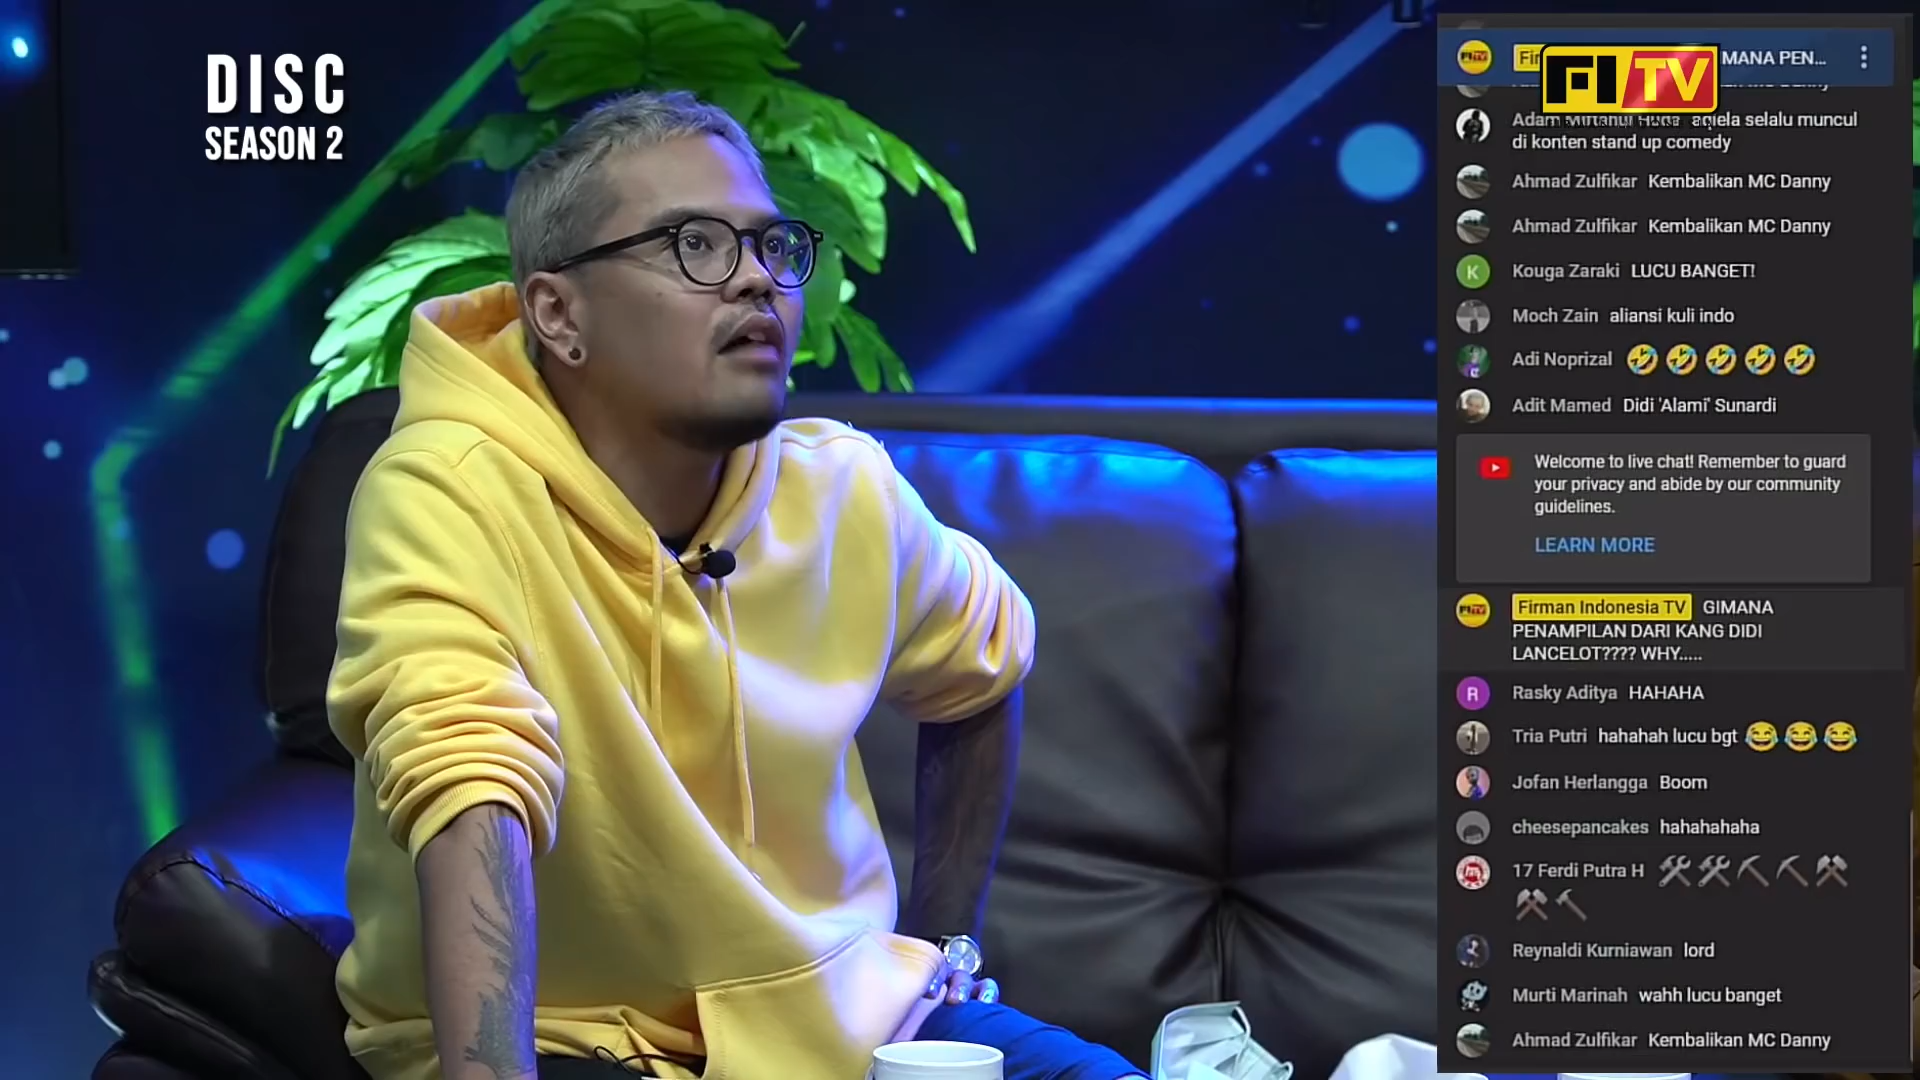 DISC
SEASON 2
FITV
MANA PEN...
Adam Miftahul Huda aqiela selalu muncul
di konten stand up comedy
Ahmad Zulfikar Kembalikan MC Danny
Ahmad Zulfikar Kembalikan MC Danny
K
Kouga Zaraki LUCU BANGET!
Moch Zain aliansi kuli indo
Adi Noprizal 🤣🤣🤣🤣🤣
Adit Mamed Didi 'Alami' Sunardi
Welcome to live chat! Remember to guard
your privacy and abide by our community
guidelines.
LEARN MORE
FITV
Firman Indonesia TV GIMANA
PENAMPILAN DARI KANG DIDI
LANCELOT???? WHY.....
R
Rasky Aditya HAHAHA
Tria Putri hahahah lucu bgt 😂😂😂
Jofan Herlangga Boom
cheesepancakes hahahahaha
17 Ferdi Putra H 🛠🛠⛏⛏⚒
⚒🔨
Reynaldi Kurniawan lord
Murti Marinah wahh lucu banget
Ahmad Zulfikar Kembalikan MC Danny